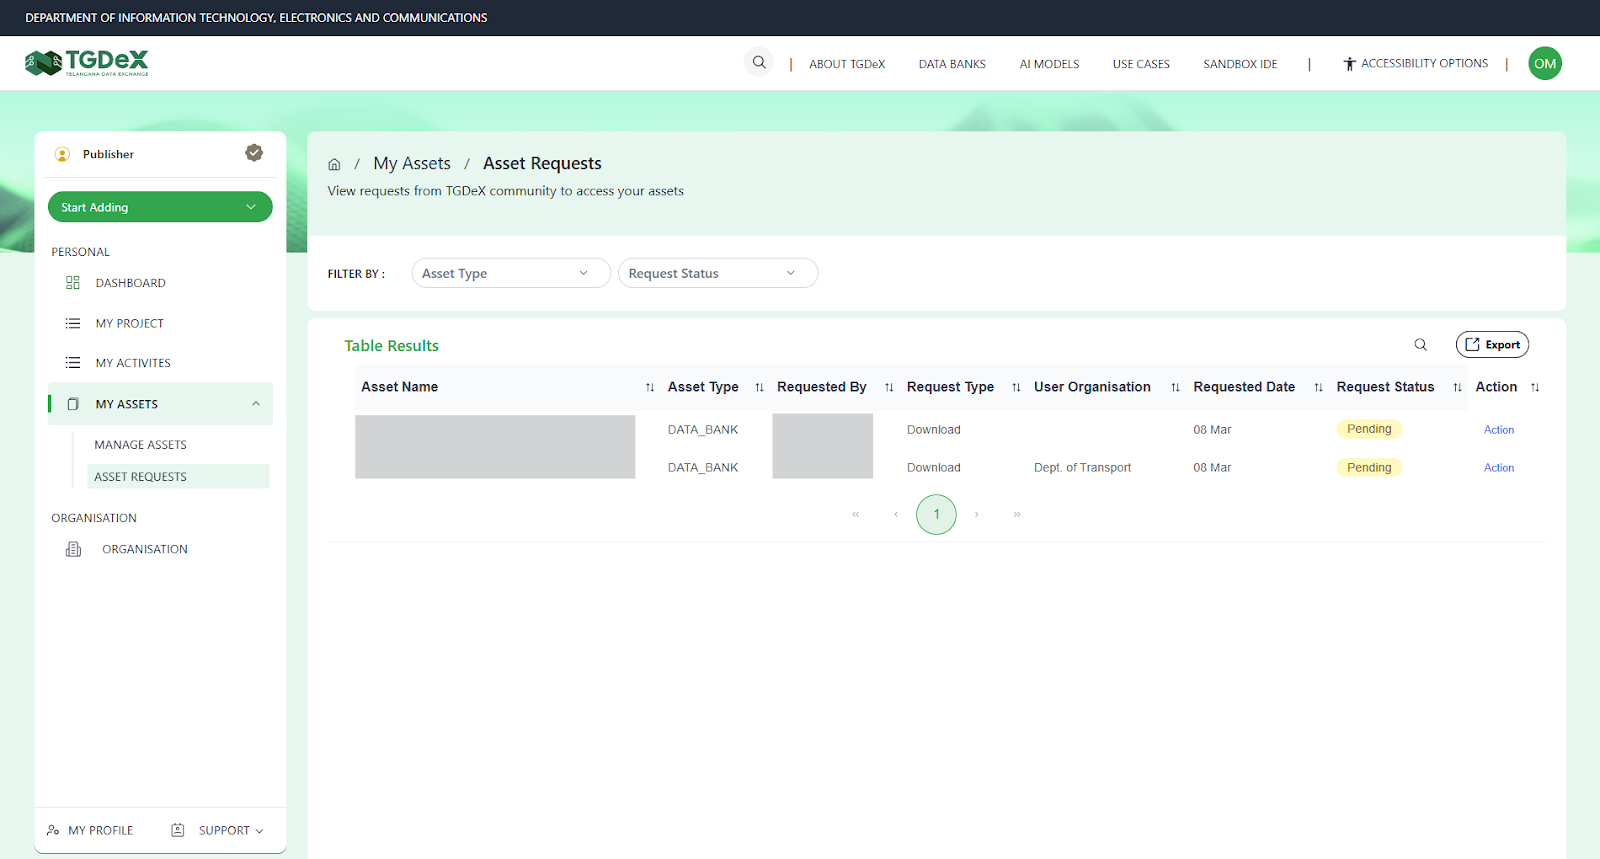 DEPARTMENT OF INFORMATION TECHNOLOGY, ELECTRONICS AND COMMUNICATIONS
TGDeX
TELANGANA DATA EXCHANGE
ABOUT TGDeX DATA BANKS AI MODELS USE CASES SANDBOX IDE ACCESSIBILITY OPTIONS OM
Publisher
Start Adding
PERSONAL
DASHBOARD
MY PROJECT
MY ACTIVITES
MY ASSETS
MANAGE ASSETS
ASSET REQUESTS
ORGANISATION
ORGANISATION
MY PROFILE SUPPORT
/ My Assets / Asset Requests
View requests from TGDeX community to access your assets
FILTER BY : Asset Type Request Status
Table Results Export
Asset Name Asset Type Requested By Request Type User Organisation Requested Date Request Status Action
DATA_BANK Download 08 Mar Pending Action
DATA_BANK Download Dept. of Transport 08 Mar Pending Action
« ‹ 1 › »